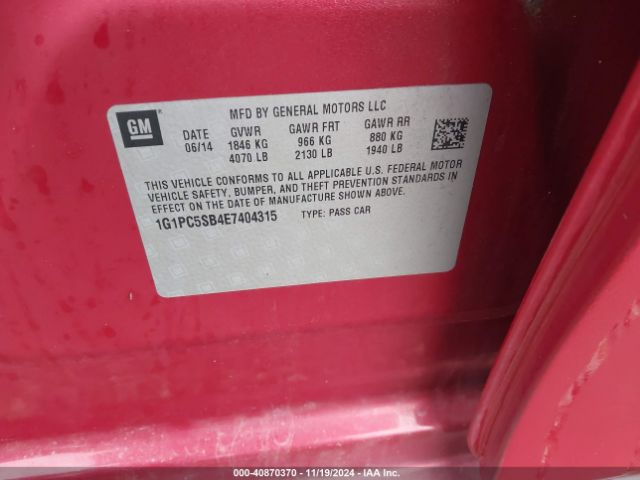 GM
MFD BY GENERAL MOTORS LLC
DATE GVWR GAWR FRT GAWR RR
06/14 1846 KG 966 KG 880 KG
4070 LB 2130 LB 1940 LB
THIS VEHICLE CONFORMS TO ALL APPLICABLE U.S. FEDERAL MOTOR
VEHICLE SAFETY, BUMPER, AND THEFT PREVENTION STANDARDS IN
EFFECT ON THE DATE OF MANUFACTURE SHOWN ABOVE.
1G1PC5SB4E7404315 TYPE: PASS CAR
000-40870370 - 11/19/2024 - IAA Inc.